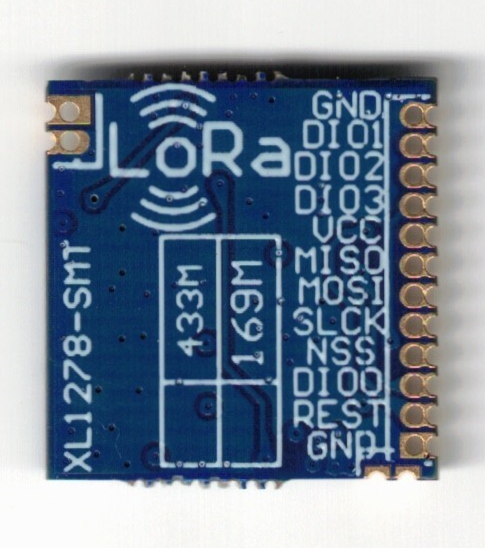 LoRa
GND
DIO1
DIO2
DIO3
VCC
MISO
MOSI
SLCK
NSS
DIO0
REST
GND
433M
169M
XL1278-SMT